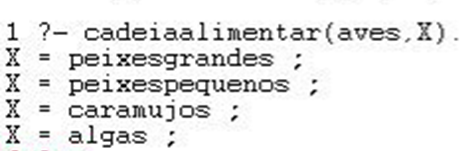 1 ?- cadeiaalimentar(aves,X).
X = peixesgrandes ;
X = peixespequenos ;
X = caramujos ;
X = algas ;